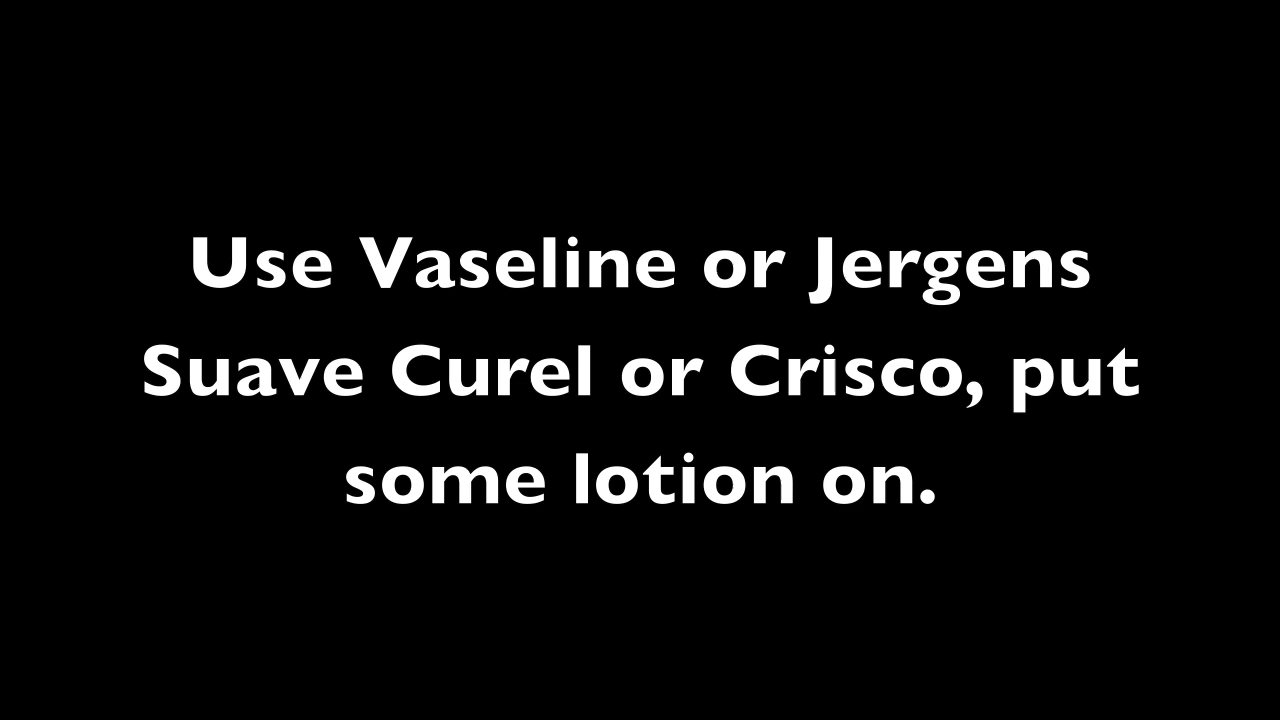 Use Vaseline or Jergens
Suave Curel or Crisco, put
some lotion on.